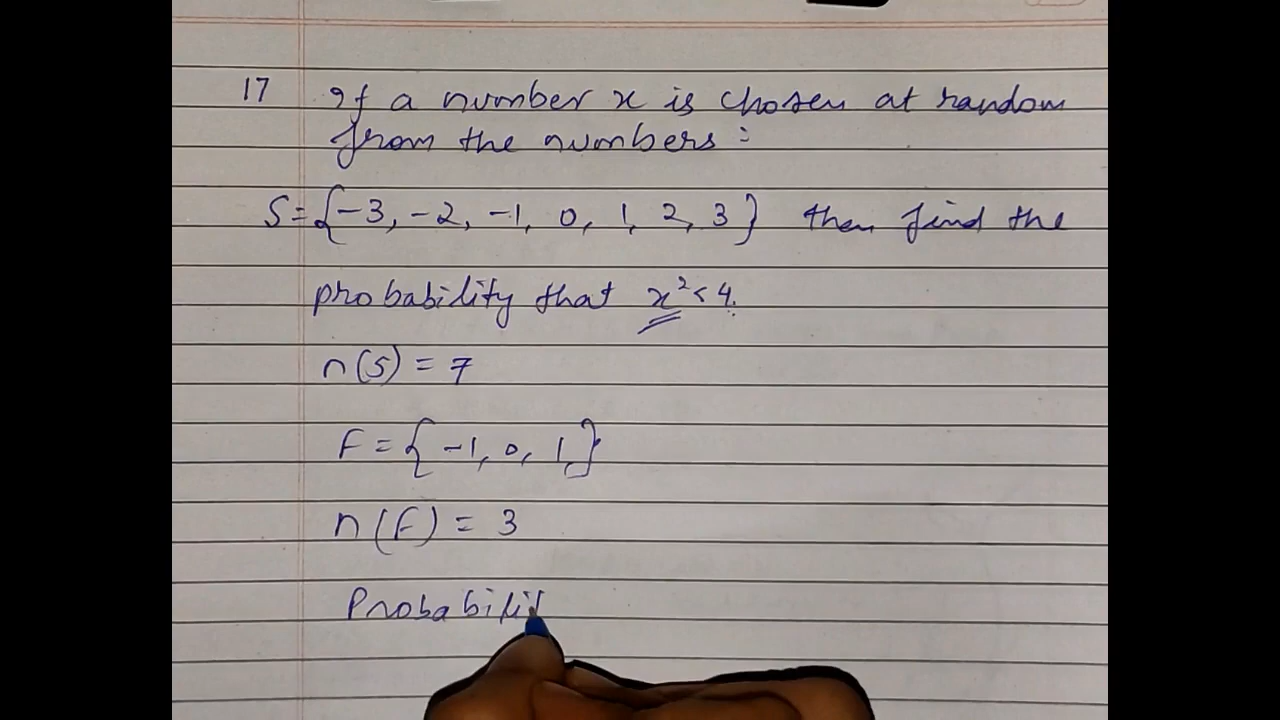 17 If a number x is chosen at random
from the numbers :
S = {-3, -2, -1, 0, 1, 2, 3} then find the
probability that x² < 4.
n(S) = 7
F = { -1, 0, 1, }
n(F) = 3
Probabilit